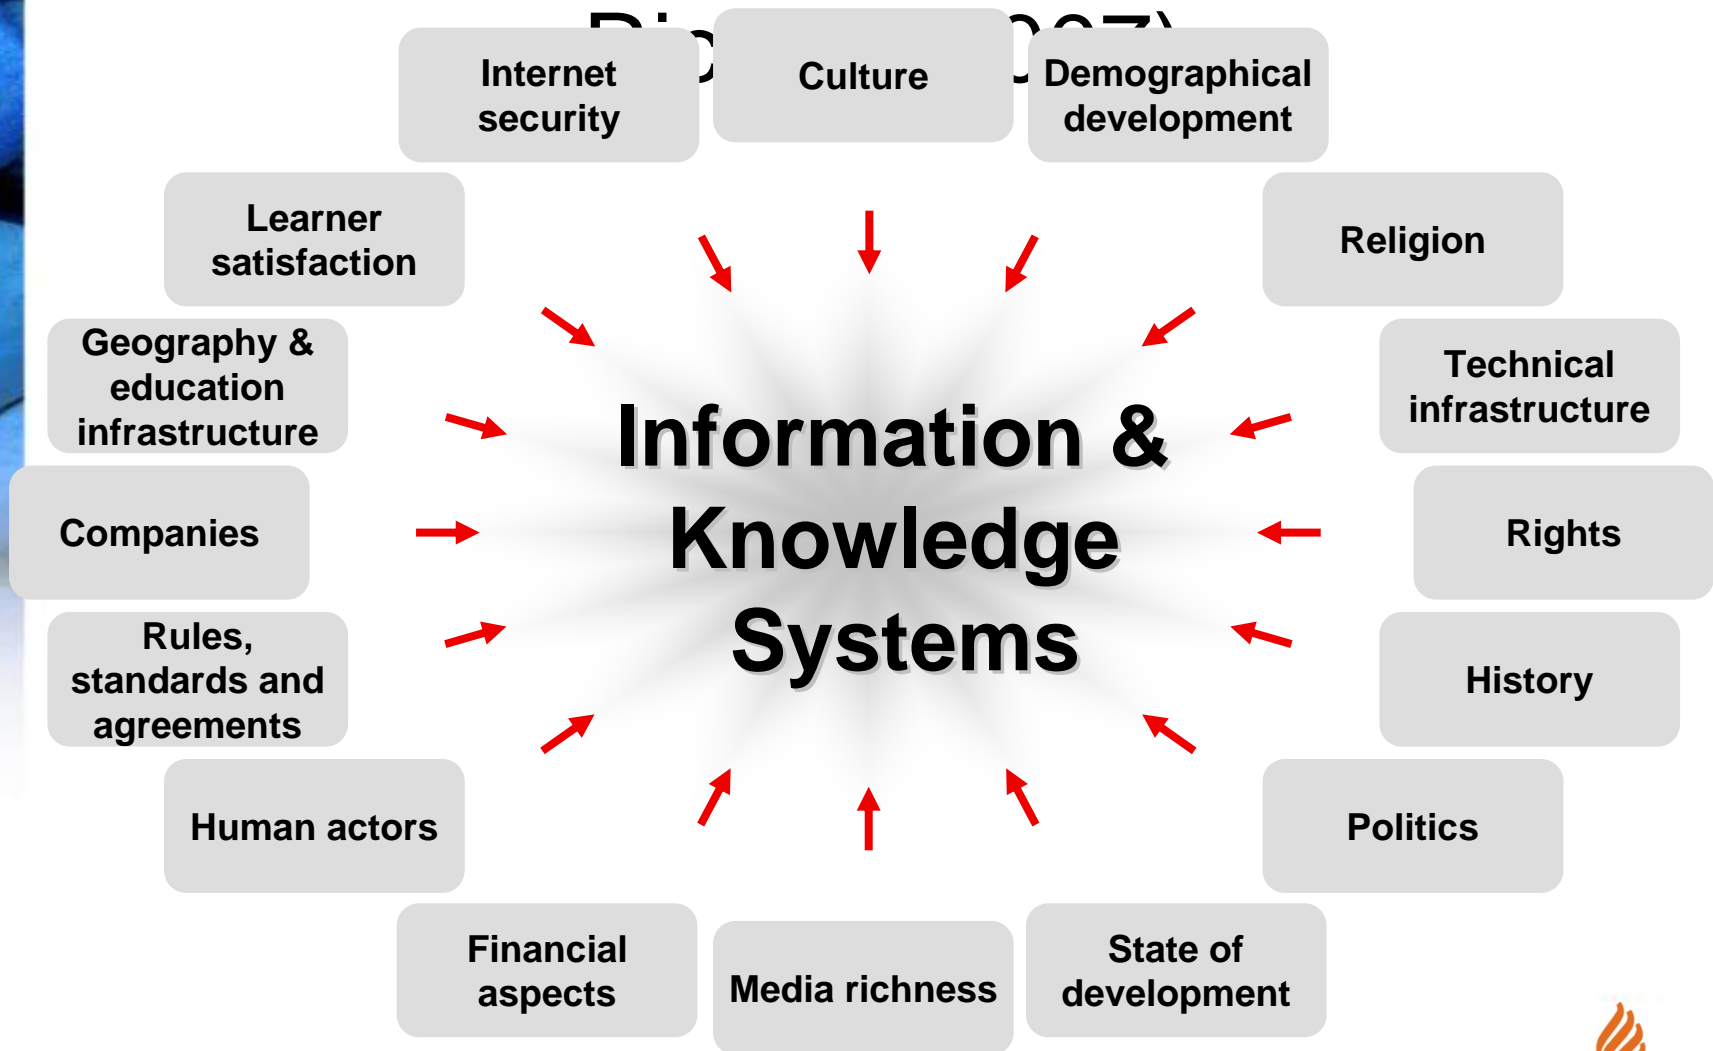 Internet
security
Culture
Demographical
development
Learner
satisfaction
Religion
Geography &
education
infrastructure
Technical
infrastructure
Information &
Knowledge
Systems
Companies
Rights
Rules,
standards and
agreements
History
Human actors
Politics
Financial
aspects
Media richness
State of
development